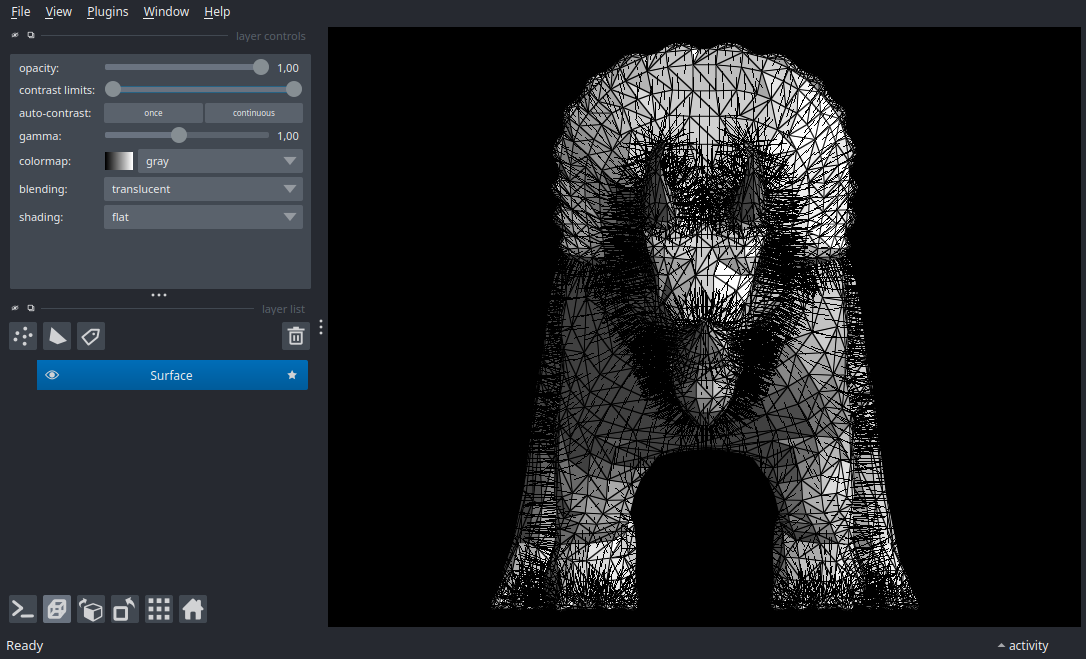 File View Plugins Window Help
layer controls
opacity: 1,00
contrast limits:
auto-contrast: once continuous
gamma: 1,00
colormap: gray
blending: translucent
shading: flat
layer list
Surface
Ready activity